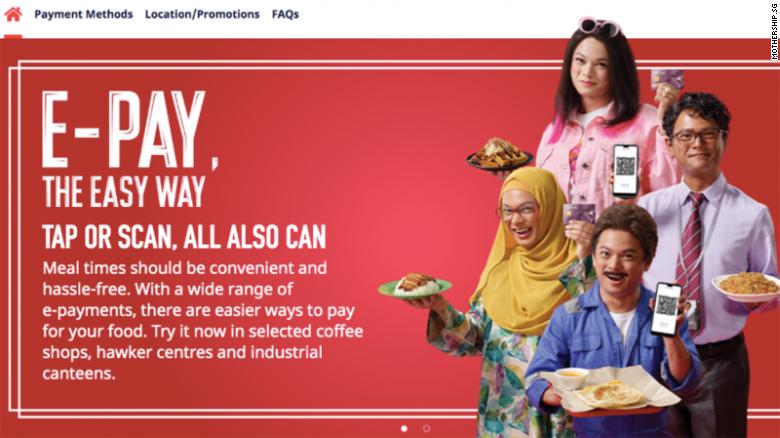 Payment Methods Location/Promotions FAQs
MOTHERSHIP.SG
E-PAY,
THE EASY WAY
TAP OR SCAN, ALL ALSO CAN
Meal times should be convenient and
hassle-free. With a wide range of
e-payments, there are easier ways to pay
for your food. Try it now in selected coffee
shops, hawker centres and industrial
canteens.